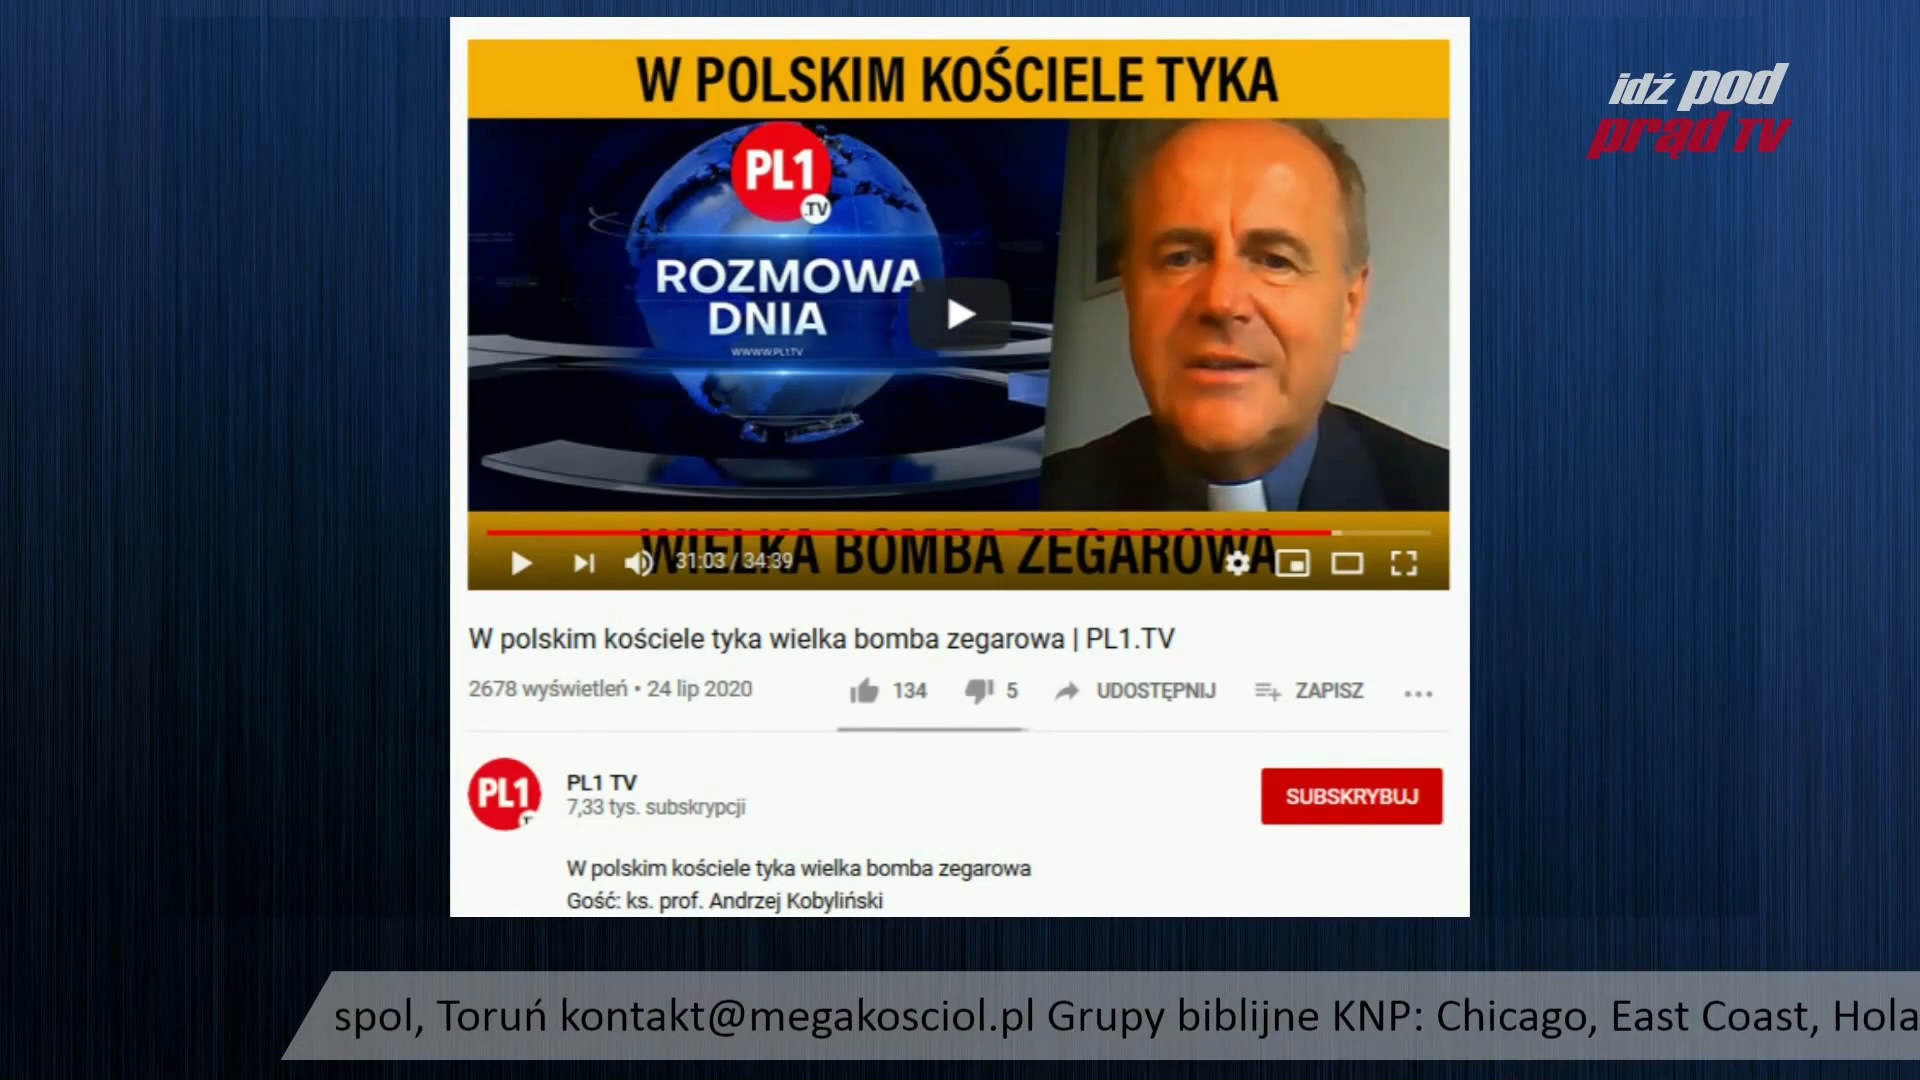 W POLSKIM KOŚCIELE TYKA
idź pod
prąd TV
PL1
.TV
ROZMOWA
DNIA
WWWW.PL1.TV
WIELKA BOMBA ZEGAROWA
31:03 / 34:39
W polskim kościele tyka wielka bomba zegarowa | PL1.TV
2678 wyświetleń • 24 lip 2020
134
5
UDOSTĘPNIJ
ZAPISZ
PL1
PL1 TV
7,33 tys. subskrypcji
SUBSKRYBUJ
W polskim kościele tyka wielka bomba zegarowa
Gość: ks. prof. Andrzej Kobyliński
spol, Toruń kontakt@megakosciol.pl Grupy biblijne KNP: Chicago, East Coast, Hola